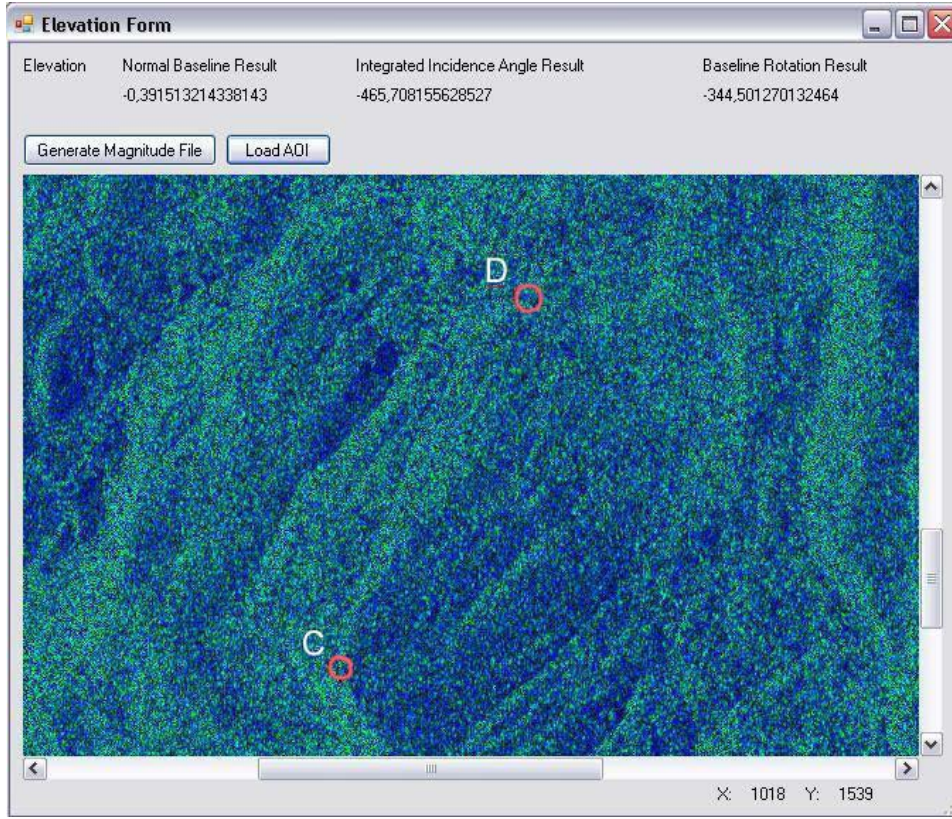 Elevation Form
Elevation Normal Baseline Result Integrated Incidence Angle Result Baseline Rotation Result
-0,391513214338143 -465,708155628527 -344,501270132464
Generate Magnitude File Load AOI
D
C
X: 1018 Y: 1539